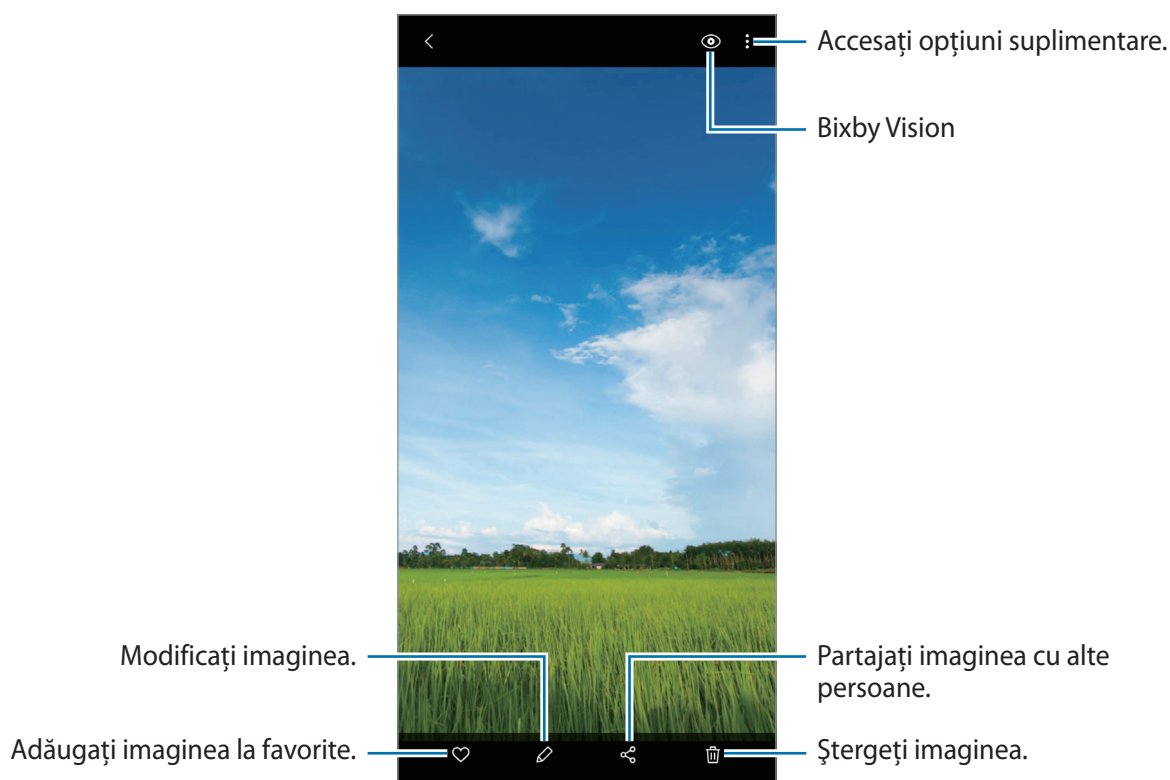 Accesați opțiuni suplimentare.
Bixby Vision
Modificați imaginea.
Partajați imaginea cu alte
persoane.
Adăugați imaginea la favorite.
Ştergeți imaginea.